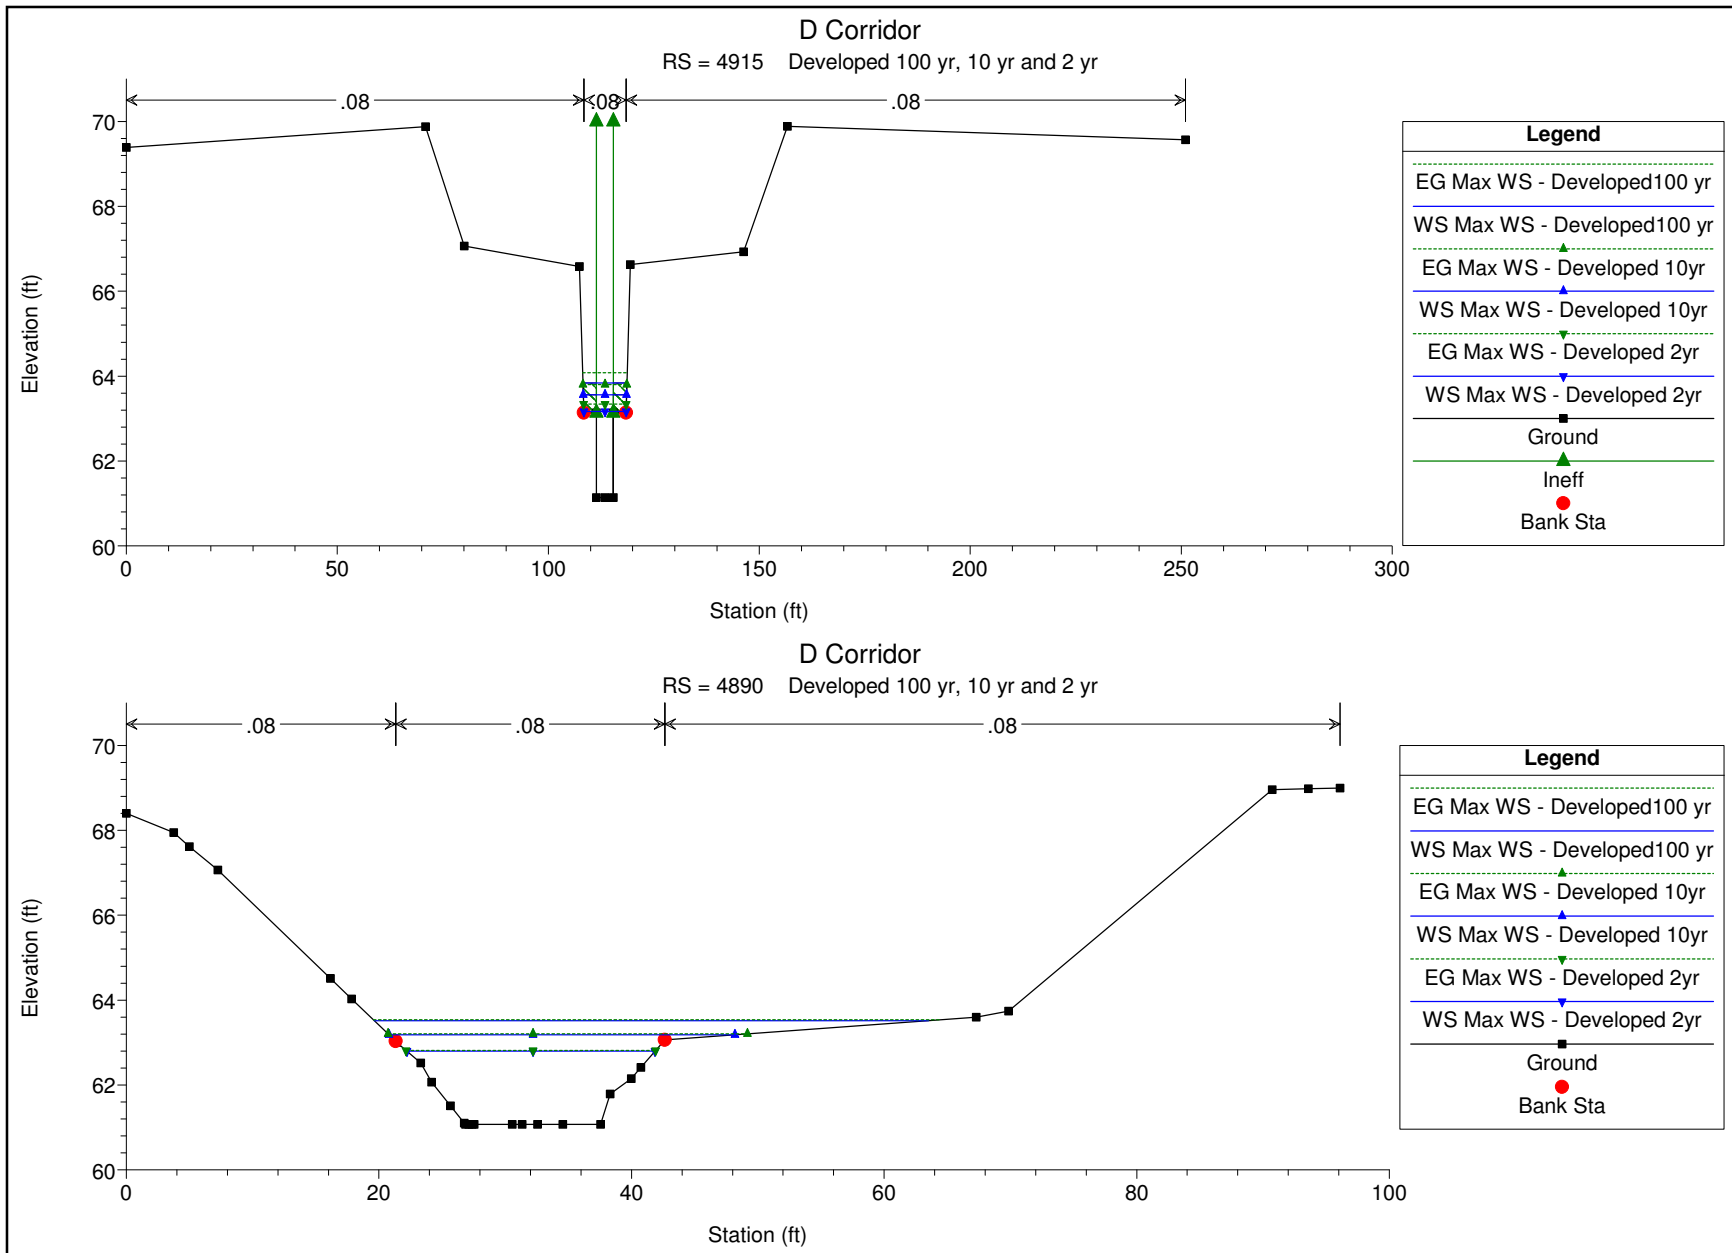 D Corridor
RS = 4915 Developed 100 yr, 10 yr and 2 yr
.08 .08 .08
70
68
66
64
62
60
Elevation (ft)
0 50 100 150 200 250 300
Station (ft)
Legend
EG Max WS - Developed100 yr
WS Max WS - Developed100 yr
EG Max WS - Developed 10yr
WS Max WS - Developed 10yr
EG Max WS - Developed 2yr
WS Max WS - Developed 2yr
Ground
Ineff
Bank Sta
D Corridor
RS = 4890 Developed 100 yr, 10 yr and 2 yr
.08 .08 .08
70
68
66
64
62
60
Elevation (ft)
0 20 40 60 80 100
Station (ft)
Legend
EG Max WS - Developed100 yr
WS Max WS - Developed100 yr
EG Max WS - Developed 10yr
WS Max WS - Developed 10yr
EG Max WS - Developed 2yr
WS Max WS - Developed 2yr
Ground
Bank Sta